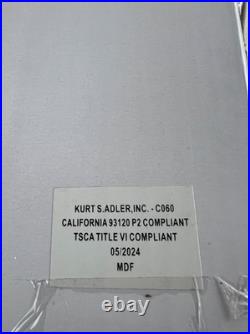 KURT S.ADLER,INC. - C060
CALIFORNIA 93120 P2 COMPLIANT
TSCA TITLE VI COMPLIANT
05/2024
MDF